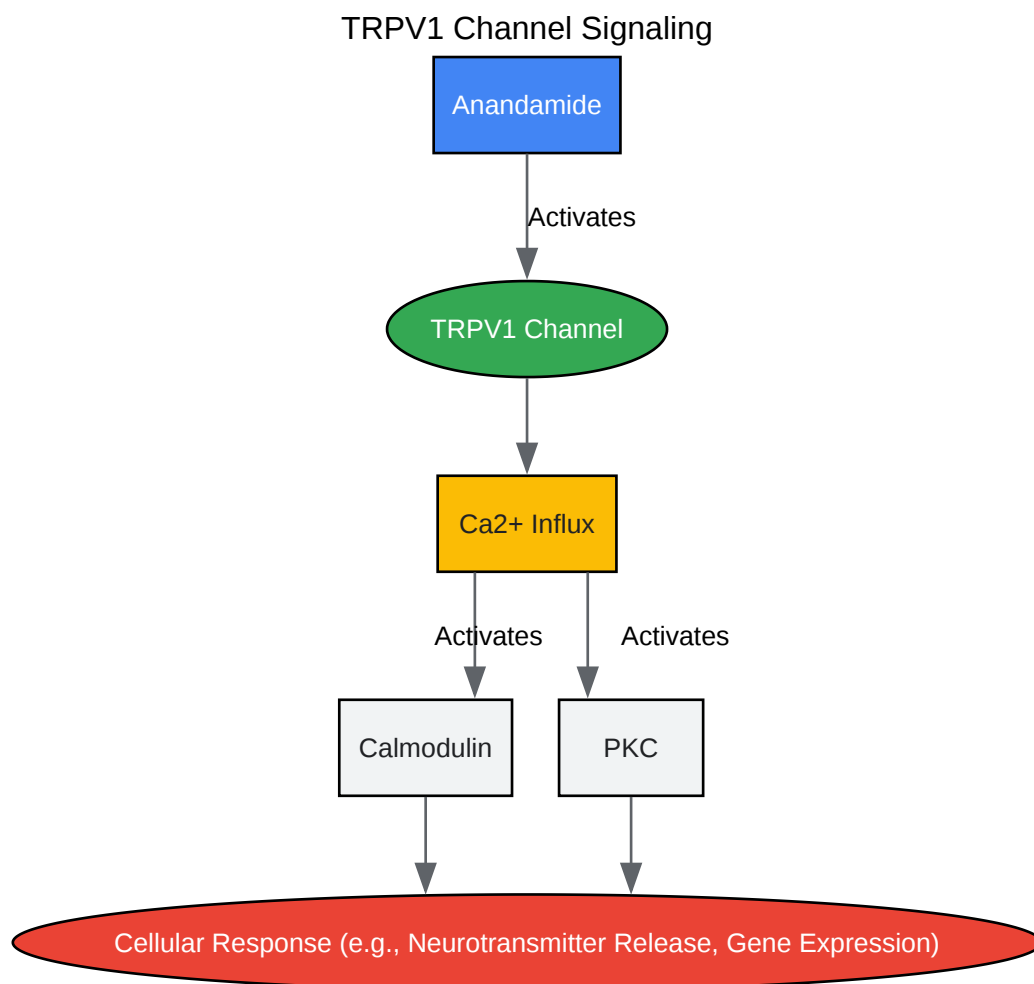 TRPV1 Channel Signaling
Anandamide
Activates
TRPV1 Channel
Ca2+ Influx
Activates
Activates
Calmodulin
PKC
Cellular Response (e.g., Neurotransmitter Release, Gene Expression)